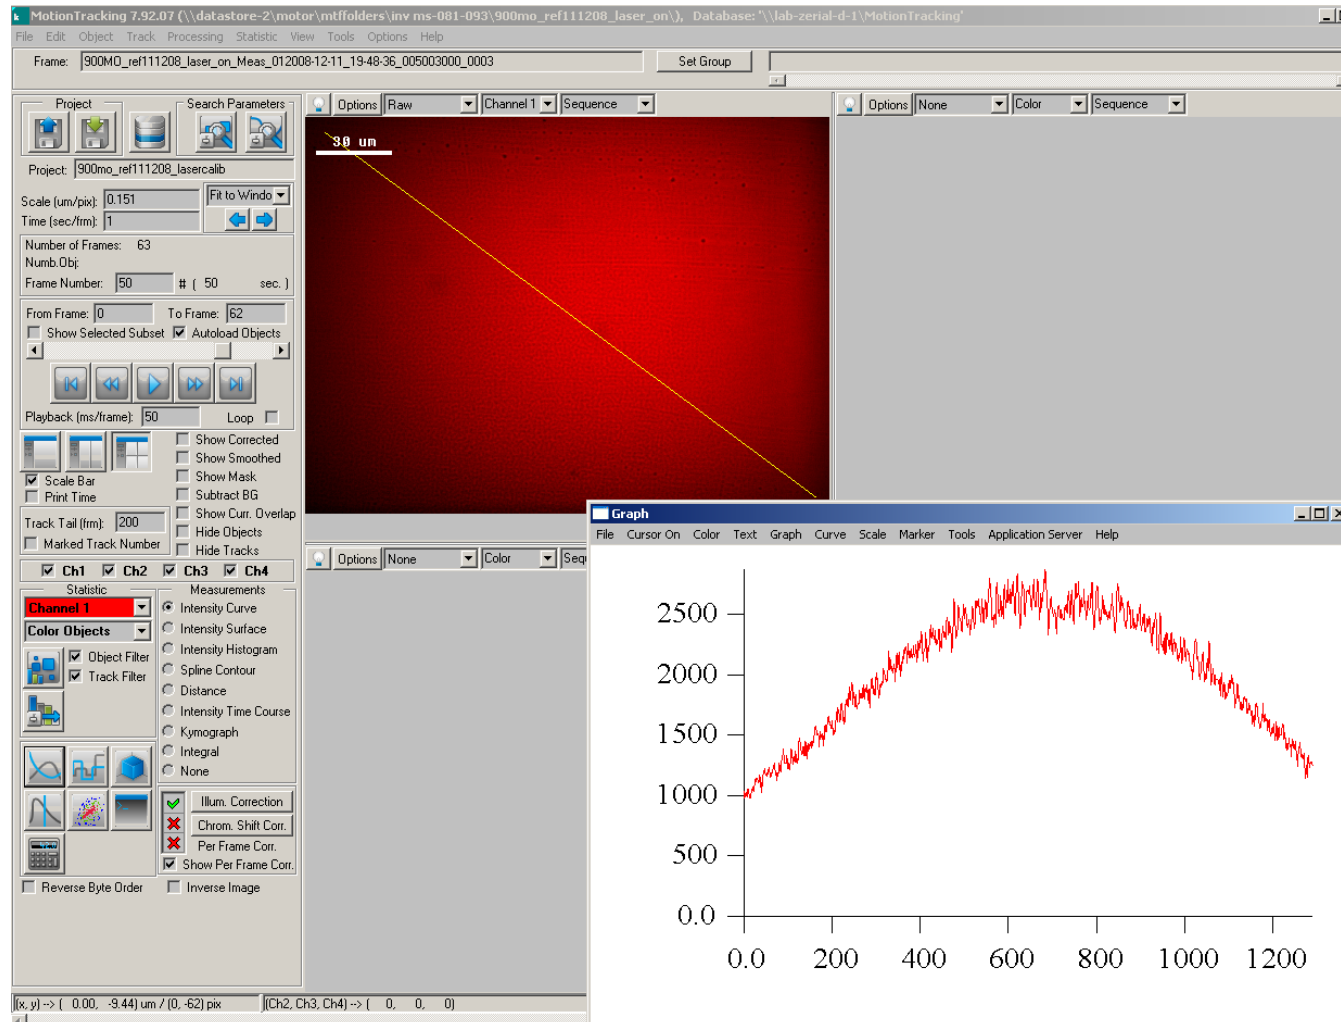 MotionTracking 7.92.07 (\\datastore-2\motor\mtffolders\inv ms-081-093\900mo_ref111208_laser_on\), Database: '\\lab-zerial-d-1\MotionTracking'
File Edit Object Track Processing Statistic View Tools Options Help
Frame: 900MO_ref111208_laser_on_Meas_012008-12-11_19-48-36_005003000_0003 Set Group
Project Search Parameters
Options Raw Channel 1 Sequence
Options None Color Sequence
30 um
Project: 900mo_ref111208_lasercalib
Scale (um/pix): 0.151 Fit to Windo
Time (sec/frm): 1
Number of Frames: 63
Numb.Obj:
Frame Number: 50 # ( 50 sec. )
From Frame: 0 To Frame: 62
Show Selected Subset Autoload Objects
Playback (ms/frame): 50 Loop
Show Corrected
Show Smoothed
Show Mask
Subtract BG
Show Curr. Overlap
Hide Objects
Hide Tracks
Scale Bar
Print Time
Track Tail (frm): 200
Marked Track Number
Ch1 Ch2 Ch3 Ch4
Statistic
Channel 1
Color Objects
Object Filter
Track Filter
Measurements
Intensity Curve
Intensity Surface
Intensity Histogram
Spline Contour
Distance
Intensity Time Course
Kymograph
Integral
None
Illum. Correction
Chrom. Shift Corr.
Per Frame Corr.
Show Per Frame Corr.
Reverse Byte Order Inverse Image
Options None Color Seq
Graph
File Cursor On Color Text Graph Curve Scale Marker Tools Application Server Help
2500
2000
1500
1000
500
0.0
0.0 200 400 600 800 1000 1200
(x, y) --> ( 0.00, -9.44) um / (0, -62) pix (Ch2, Ch3, Ch4) --> ( 0, 0, 0)